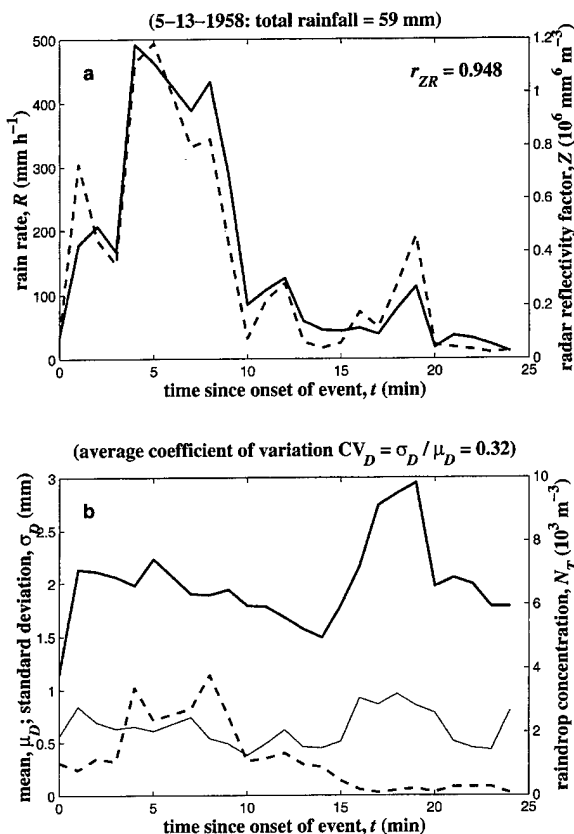 (5–13–1958: total rainfall = 59 mm)
a
r_ZR = 0.948
rain rate, R (mm h⁻¹)
500
400
300
200
100
0
radar reflectivity factor, Z (10⁶ mm⁶ m⁻³)
1.2
1
0.8
0.6
0.4
0.2
0
0 5 10 15 20 25
time since onset of event, t (min)
(average coefficient of variation CV_D = σ_D / μ_D = 0.32)
b
mean, μ_D; standard deviation, σ_D (mm)
3
2.5
2
1.5
1
0.5
0
raindrop concentration, N_T (10³ m⁻³)
10
8
6
4
2
0
0 5 10 15 20 25
time since onset of event, t (min)